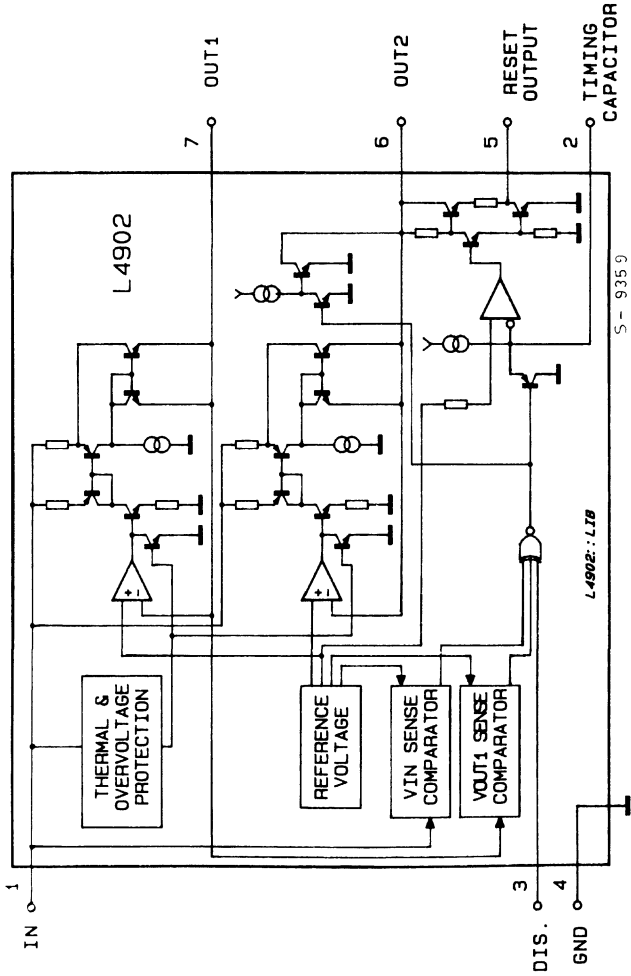 L4902
IN
1
THERMAL &
OVERVOLTAGE
PROTECTION
+ -
7
OUT1
REFERENCE
VOLTAGE
+ -
6
OUT2
VIN SENSE
COMPARATOR
VOUT1 SENSE
COMPARATOR
5
RESET
OUTPUT
DIS.
3
GND
4
2
TIMING
CAPACITOR
L4902::LIB
S- 9359